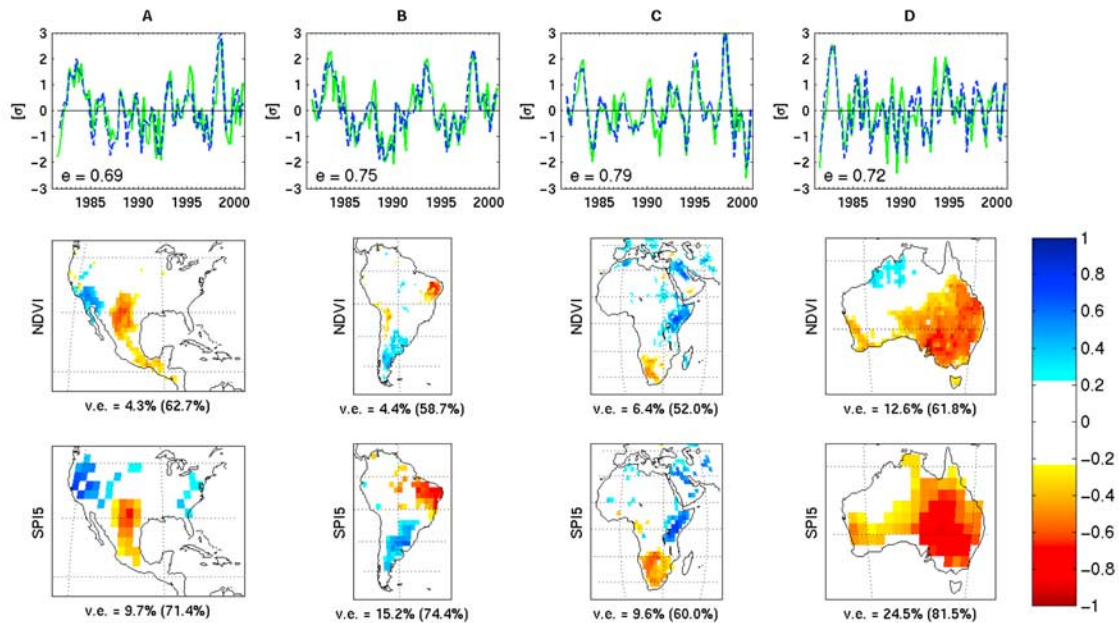 A B C D
3 3 3 3
2 2 2 2
1 1 1 1
[σ] 0 [σ] 0 [σ] 0 [σ] 0
-1 -1 -1 -1
-2 -2 -2 -2
e = 0.69 e = 0.75 e = 0.79 e = 0.72
-3 -3 -3 -3
1985 1990 1995 2000 1985 1990 1995 2000 1985 1990 1995 2000 1985 1990 1995 2000
NDVI NDVI NDVI NDVI
v.e. = 4.3% (62.7%) v.e. = 4.4% (58.7%) v.e. = 6.4% (52.0%) v.e. = 12.6% (61.8%)
SPI5 SPI5 SPI5 SPI5
v.e. = 9.7% (71.4%) v.e. = 15.2% (74.4%) v.e. = 9.6% (60.0%) v.e. = 24.5% (81.5%)
1
0.8
0.6
0.4
0.2
0
-0.2
-0.4
-0.6
-0.8
-1